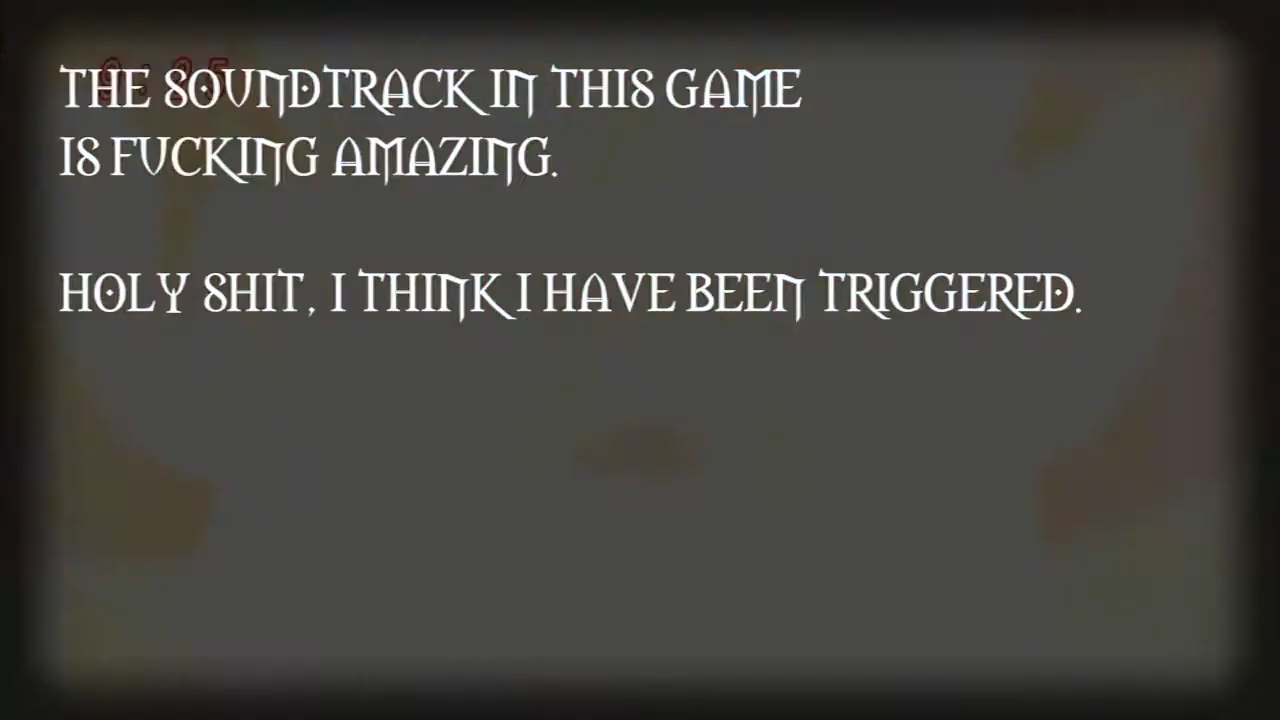 THE SOUNDTRACK IN THIS GAME
IS FUCKING AMAZING.
HOLY SHIT, I THINK I HAVE BEEN TRIGGERED.